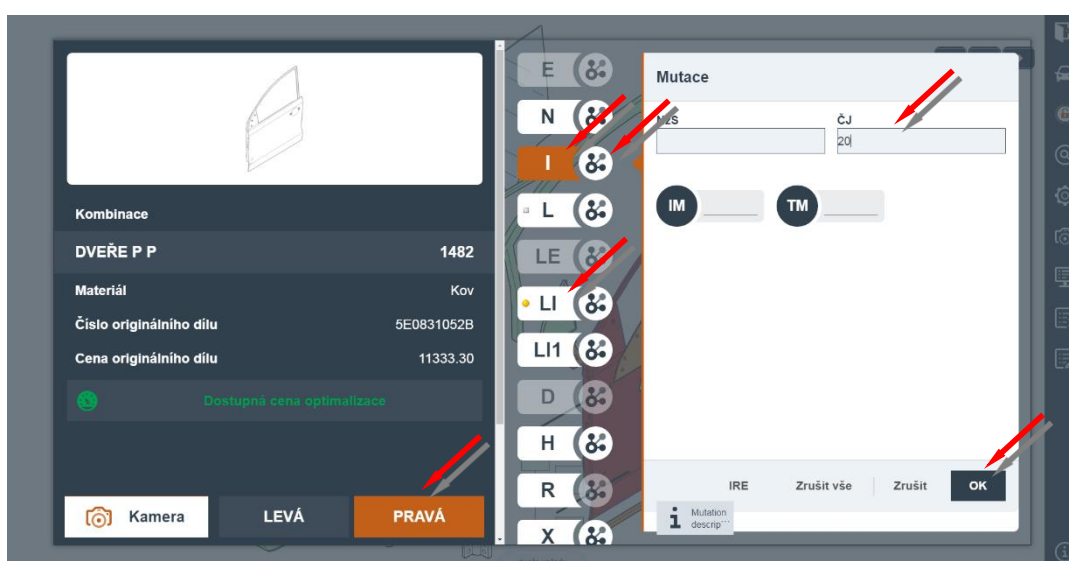 Kombinace
DVEŘE P P 1482
Materiál Kov
Číslo originálního dílu 5E0831052B
Cena originálního dílu 11333.30
Dostupná cena optimalizace
Kamera
LEVÁ
PRAVÁ
E
N
I
L
LE
LI
LI1
D
H
R
X
Mutace
ČJ
20
IM
TM
IRE
Zrušit vše
Zrušit
OK
i
Mutation
descrip...